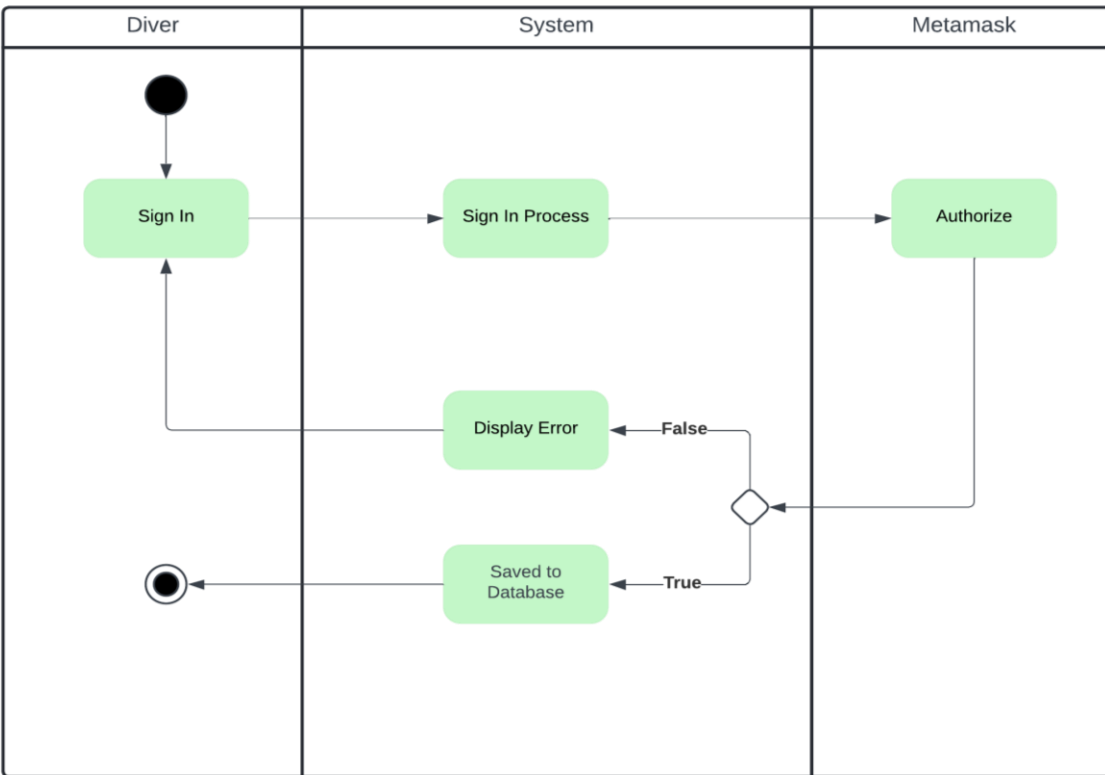 Diver
System
Metamask
Sign In
Sign In Process
Authorize
Display Error
False
Saved to
Database
True